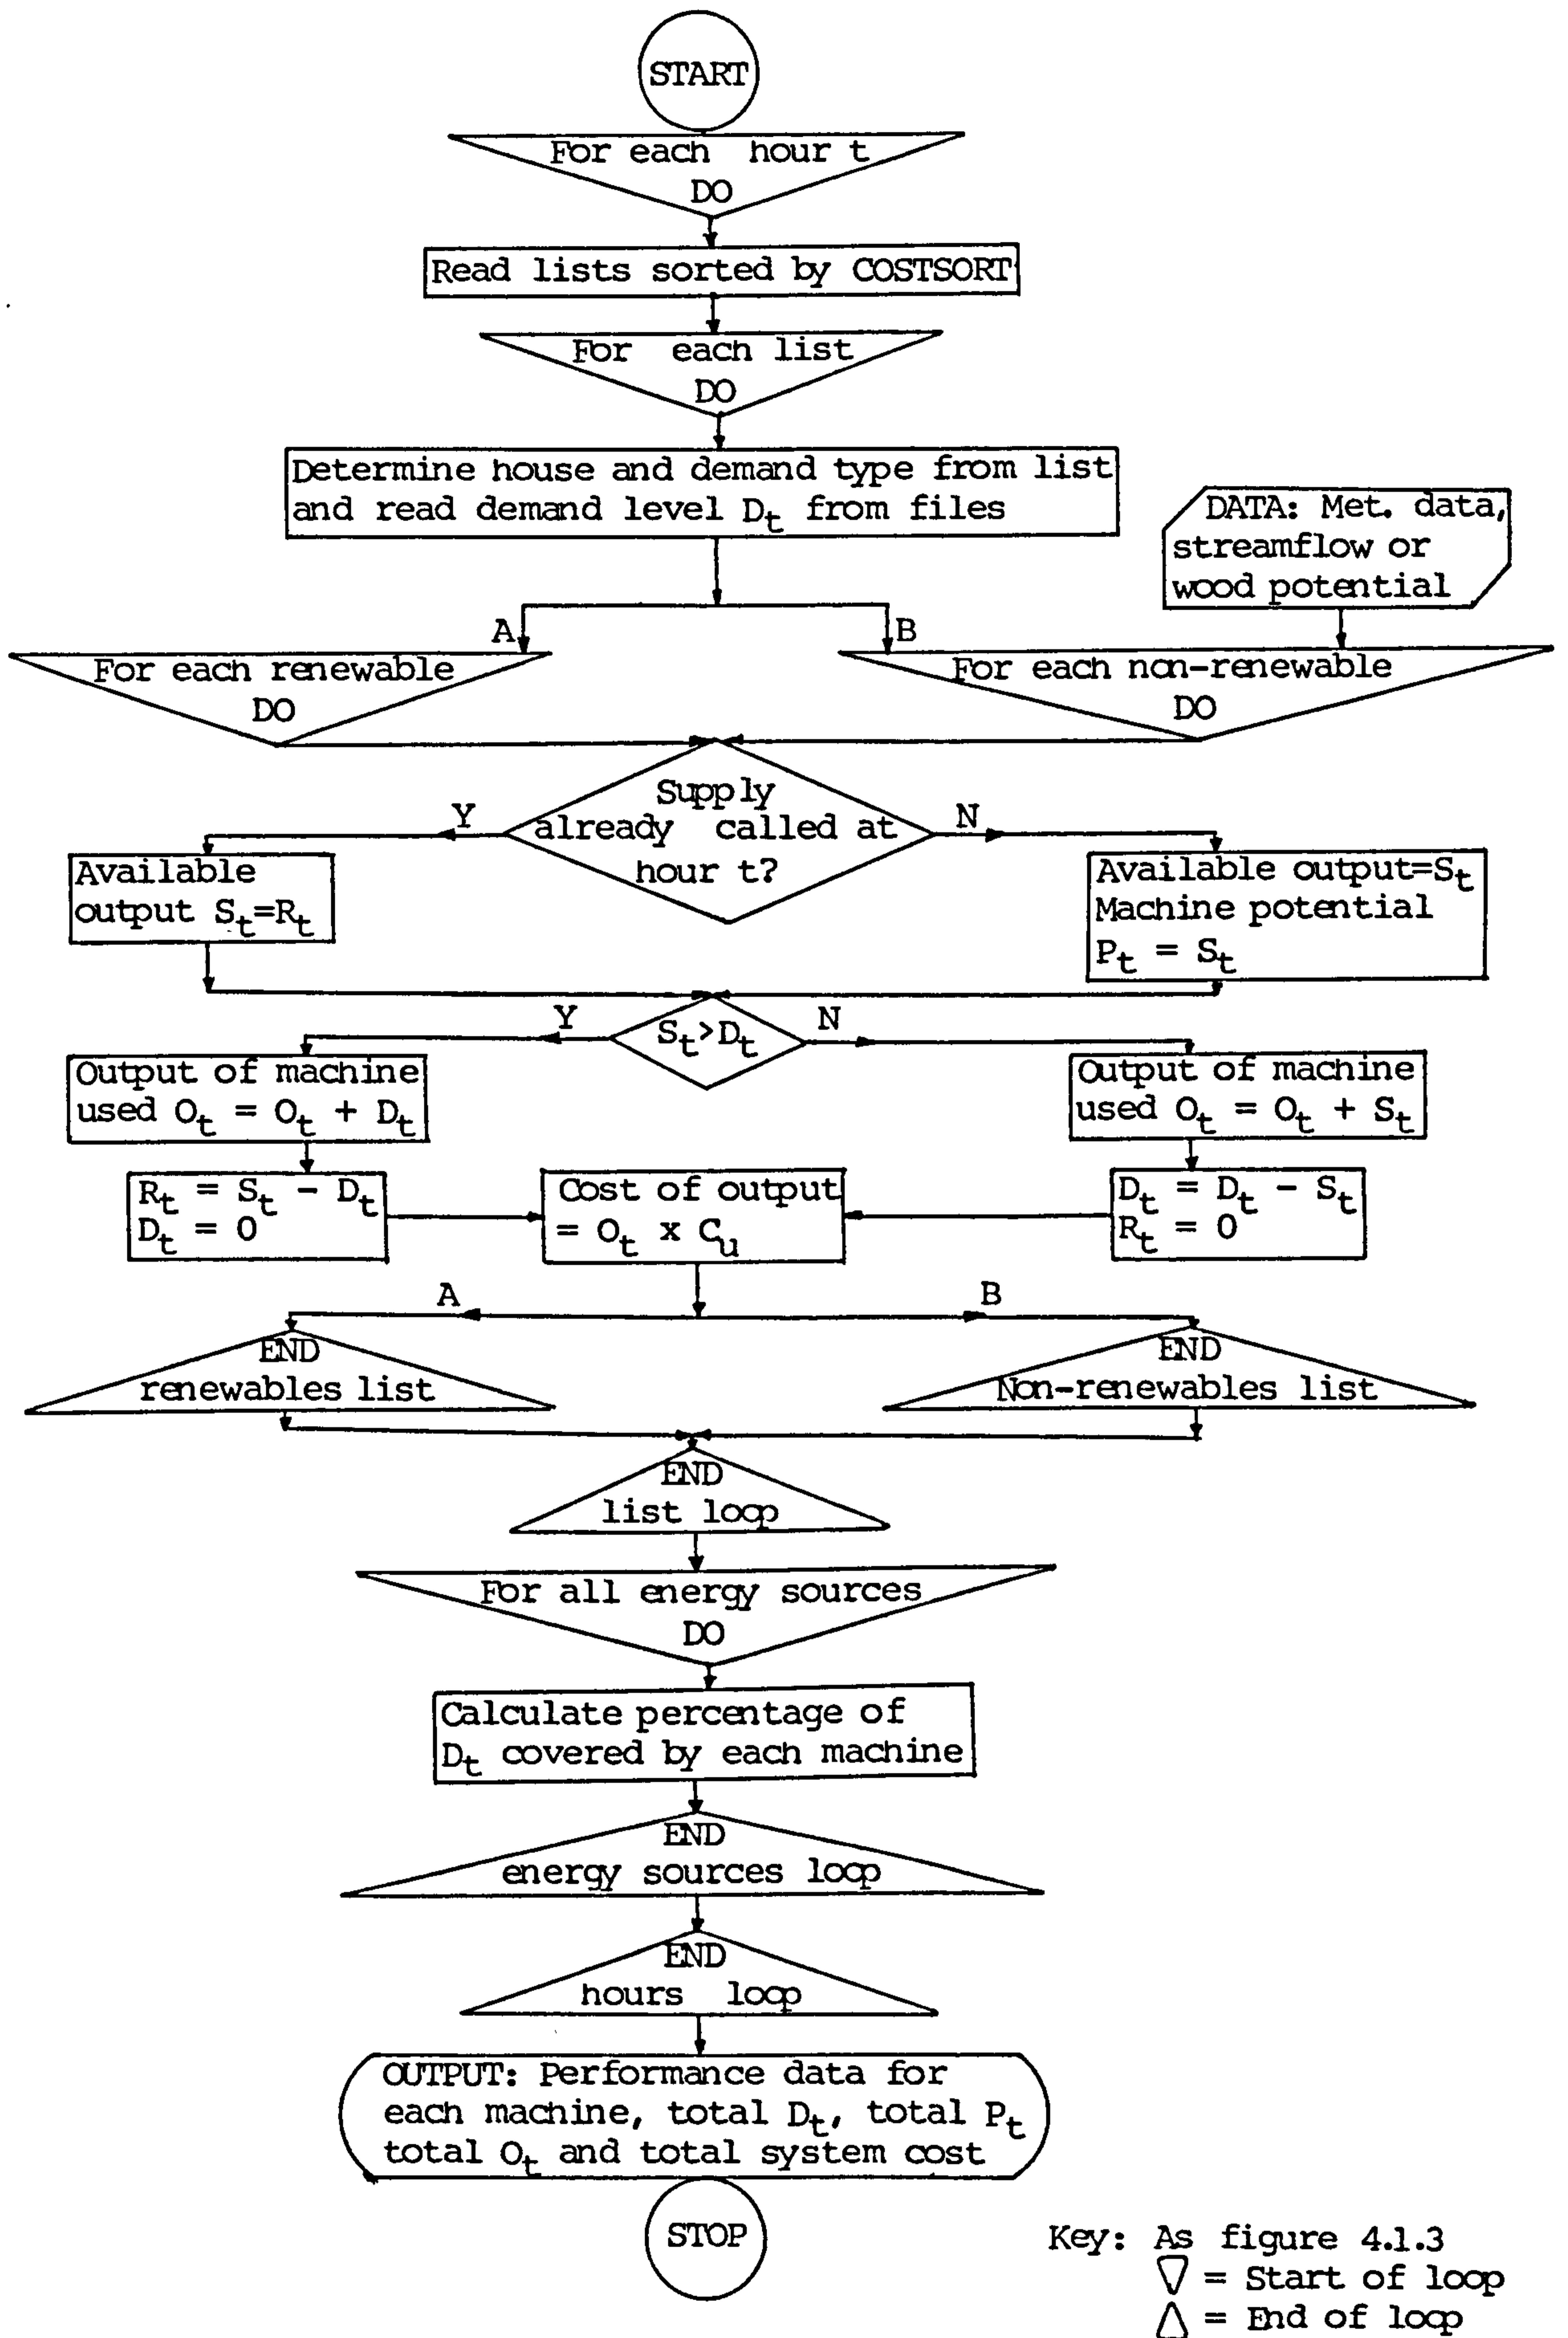 START
For each hour t
DO
Read lists sorted by COSTSORT
For each list
DO
Determine house and demand type from list
and read demand level Dt from files
DATA: Met. data,
streamflow or
wood potential
A
B
For each renewable
DO
For each non-renewable
DO
Supply
already called at
hour t?
Y
N
Available
output St=Rt
Available output=St
Machine potential
Pt = St
St>Dt
Y
N
Output of machine
used Ot = Ot + Dt
Output of machine
used Ot = Ot + St
Rt = St - Dt
Dt = 0
Cost of output
= Ot x Cu
Dt = Dt - St
Rt = 0
A
B
END
renewables list
END
Non-renewables list
END
list loop
For all energy sources
DO
Calculate percentage of
Dt covered by each machine
END
energy sources loop
END
hours loop
OUTPUT: Performance data for
each machine, total Dt, total Pt
total Ot and total system cost
STOP
Key: As figure 4.1.3
▽ = Start of loop
△ = End of loop